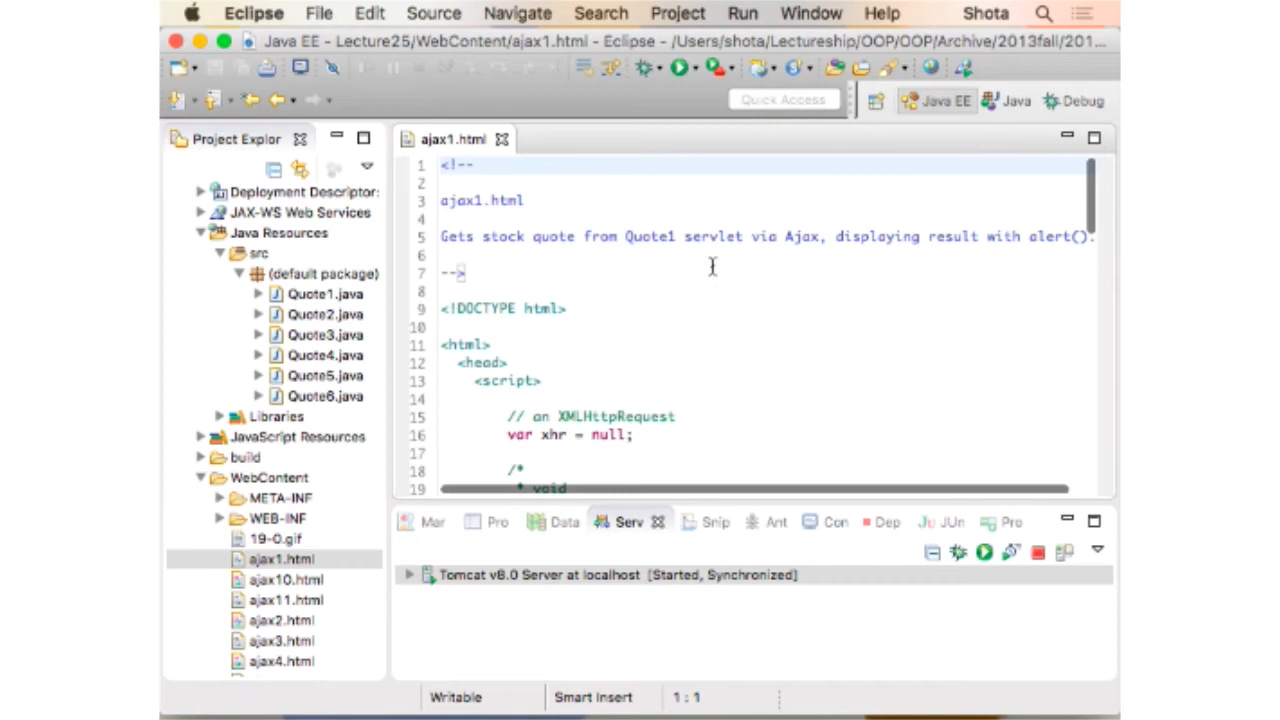 Eclipse File Edit Source Navigate Search Project Run Window Help Shota
Java EE - Lecture25/WebContent/ajax1.html - Eclipse - /Users/shota/Lectureship/OOP/OOP/Archive/2013fall/201...
Quick Access Java EE Java Debug
Project Explor
Deployment Descriptor:
JAX-WS Web Services
Java Resources
src
(default package)
Quote1.java
Quote2.java
Quote3.java
Quote4.java
Quote5.java
Quote6.java
Libraries
JavaScript Resources
build
WebContent
META-INF
WEB-INF
19-0.gif
ajax1.html
ajax10.html
ajax11.html
ajax2.html
ajax3.html
ajax4.html
ajax1.html
1 <!--
2
3 ajax1.html
4
5 Gets stock quote from Quote1 servlet via Ajax, displaying result with alert().
6
7 -->
8
9 <!DOCTYPE html>
10
11 <html>
12 <head>
13 <script>
14
15 // an XMLHttpRequest
16 var xhr = null;
17
18 /*
19 * void
Mar Pro Data Serv Snip Ant Con Dep Ju JUn Pro
Tomcat v8.0 Server at localhost [Started, Synchronized]
Writable Smart Insert 1 : 1